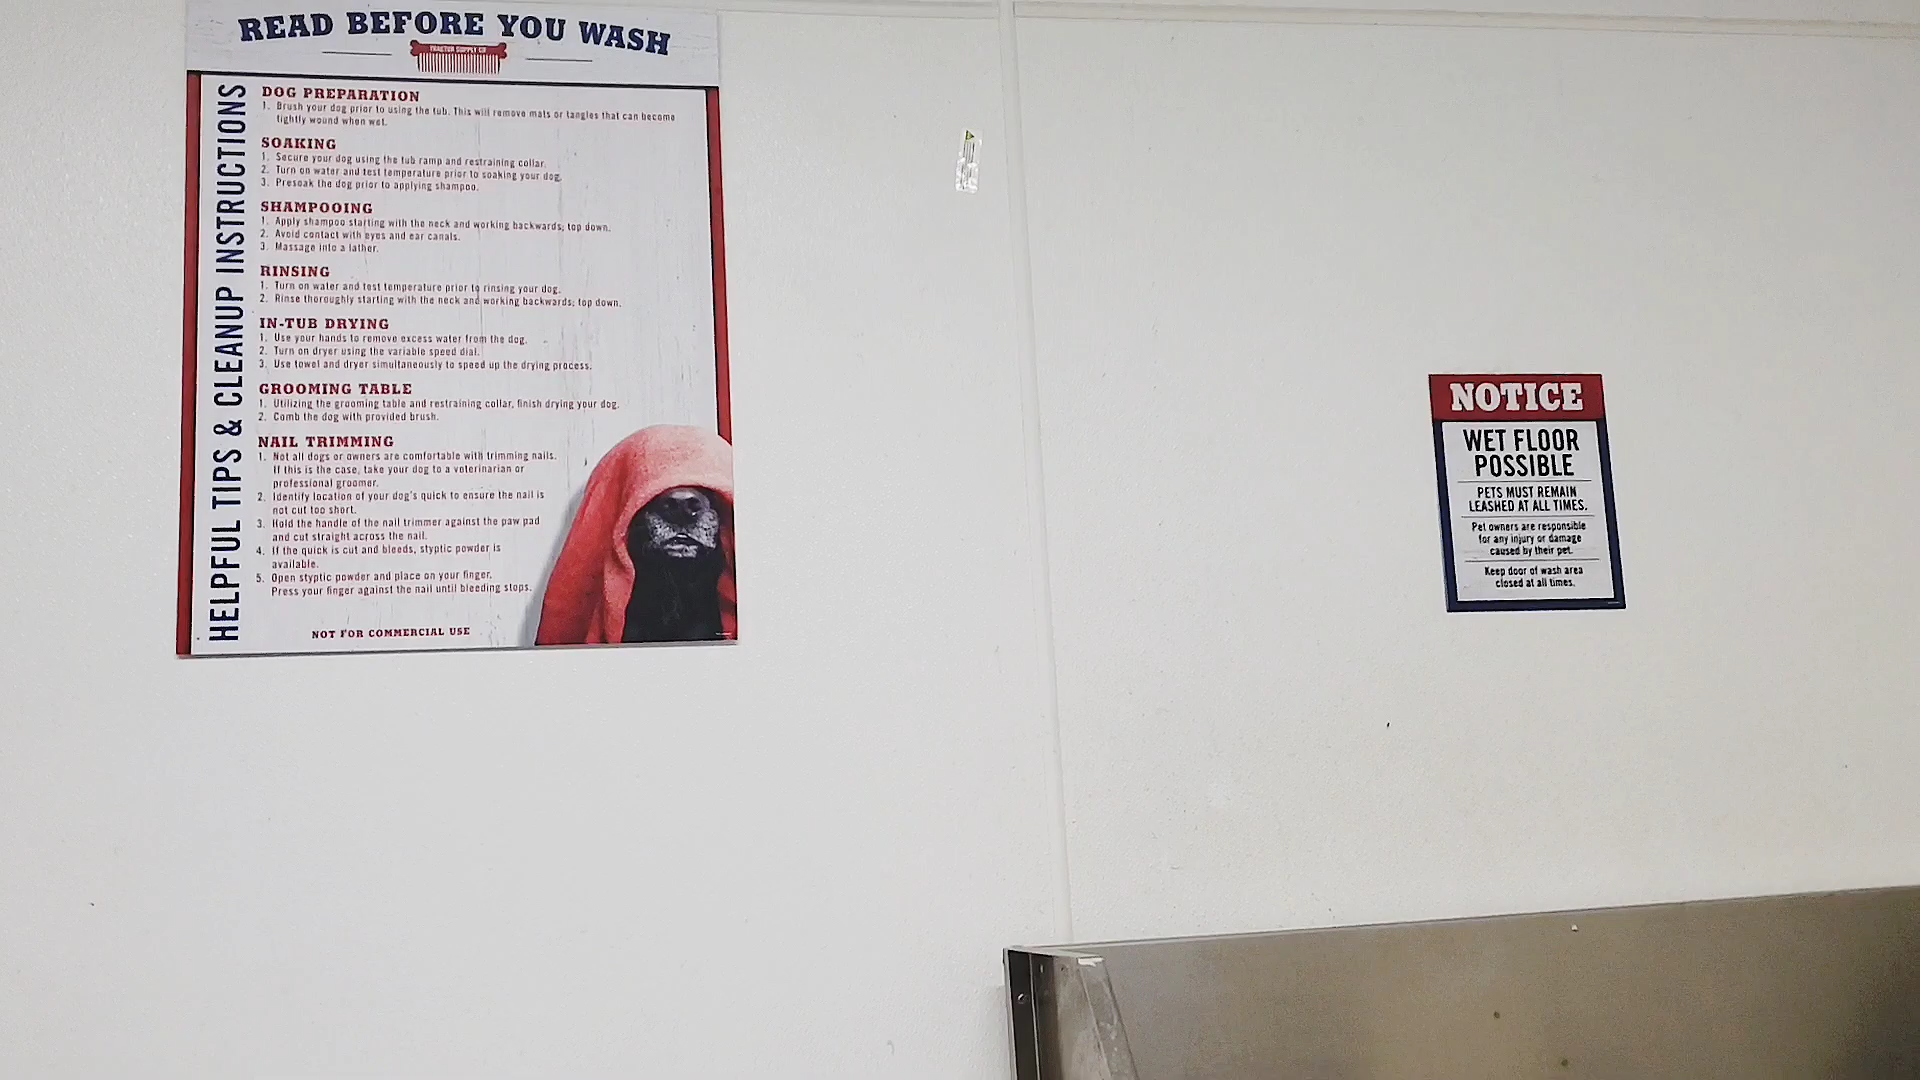 READ BEFORE YOU WASH
TRACTOR SUPPLY CO
HELPFUL TIPS & CLEANUP INSTRUCTIONS
DOG PREPARATION
1. Brush your dog prior to using the tub. This will remove mats or tangles that can become
tightly wound when wet.
SOAKING
1. Secure your dog using the tub ramp and restraining collar.
2. Turn on water and test temperature prior to soaking your dog.
3. Presoak the dog prior to applying shampoo.
SHAMPOOING
1. Apply shampoo starting with the neck and working backwards; top down.
2. Avoid contact with eyes and ear canals.
3. Massage into a lather.
RINSING
1. Turn on water and test temperature prior to rinsing your dog.
2. Rinse thoroughly starting with the neck and working backwards; top down.
IN-TUB DRYING
1. Use your hands to remove excess water from the dog.
2. Turn on dryer using the variable speed dial.
3. Use towel and dryer simultaneously to speed up the drying process.
GROOMING TABLE
1. Utilizing the grooming table and restraining collar, finish drying your dog.
2. Comb the dog with provided brush.
NAIL TRIMMING
1. Not all dogs or owners are comfortable with trimming nails.
If this is the case, take your dog to a veterinarian or
professional groomer.
2. Identify location of your dog's quick to ensure the nail is
not cut too short.
3. Hold the handle of the nail trimmer against the paw pad
and cut straight across the nail.
4. If the quick is cut and bleeds, styptic powder is
available.
5. Open styptic powder and place on your finger.
Press your finger against the nail until bleeding stops.
NOT FOR COMMERCIAL USE
NOTICE
WET FLOOR
POSSIBLE
PETS MUST REMAIN
LEASHED AT ALL TIMES.
Pet owners are responsible
for any injury or damage
caused by their pet.
Keep door of wash area
closed at all times.